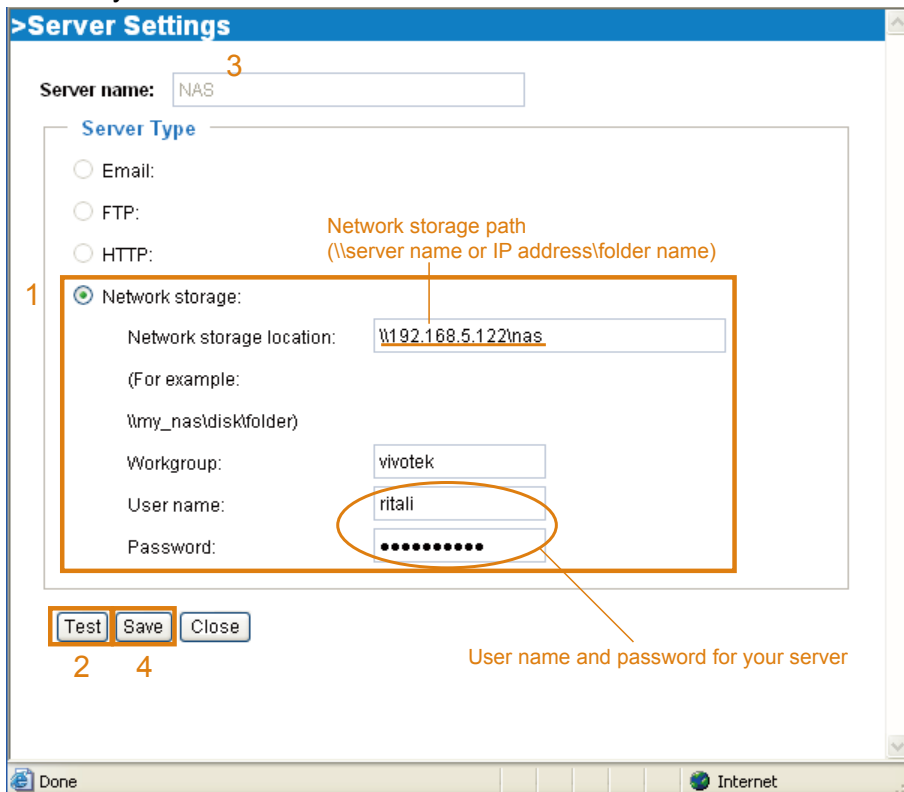 >Server Settings
3
Server name: NAS
Server Type
Email:
FTP:
Network storage path
HTTP: (\\server name or IP address\folder name)
1 Network storage:
Network storage location: \\192.168.5.122\nas
(For example:
\\my_nas\disk\folder)
Workgroup: vivotek
User name: ritali
Password: ●●●●●●●●●●
Test Save Close
2 4 User name and password for your server
Done Internet